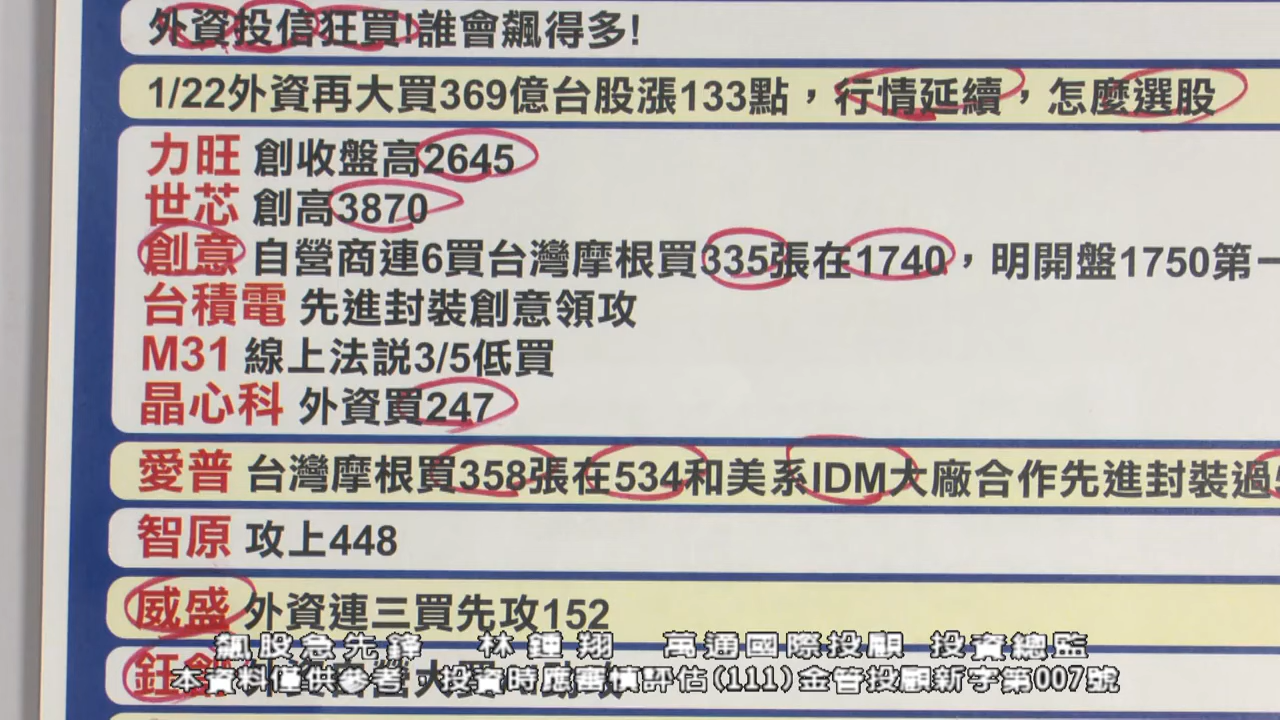 外資投信狂買!誰會飆得多!
1/22外資再大買369億台股漲133點，行情延續，怎麼選股
力旺 創收盤高2645
世芯 創高3870
創意 自營商連6買台灣摩根買335張在1740，明開盤1750第一
台積電 先進封裝創意領攻
M31 線上法說3/5低買
晶心科 外資買247
愛普 台灣摩根買358張在534和美系IDM大廠合作先進封裝過5
智原 攻上448
威盛 外資連三買先攻152
飆股急先鋒 林鍾翔 萬通國際投顧 投資總監
本資料僅供參考，投資時應審慎評估(111)金管投顧新字第007號